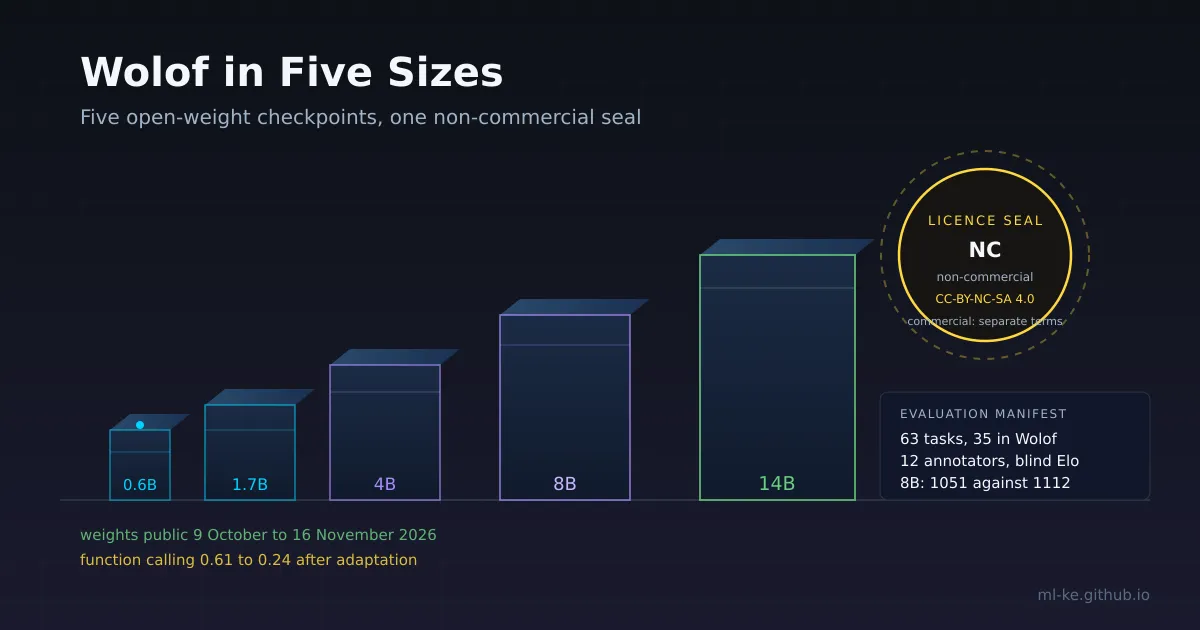 Wolof in Five Sizes
Five open-weight checkpoints, one non-commercial seal
LICENCE SEAL
NC
non-commercial
CC-BY-NC-SA 4.0
commercial: separate terms
0.6B
1.7B
4B
8B
14B
EVALUATION MANIFEST
63 tasks, 35 in Wolof
12 annotators, blind Elo
8B: 1051 against 1112
weights public 9 October to 16 November 2026
function calling 0.61 to 0.24 after adaptation
ml-ke.github.io